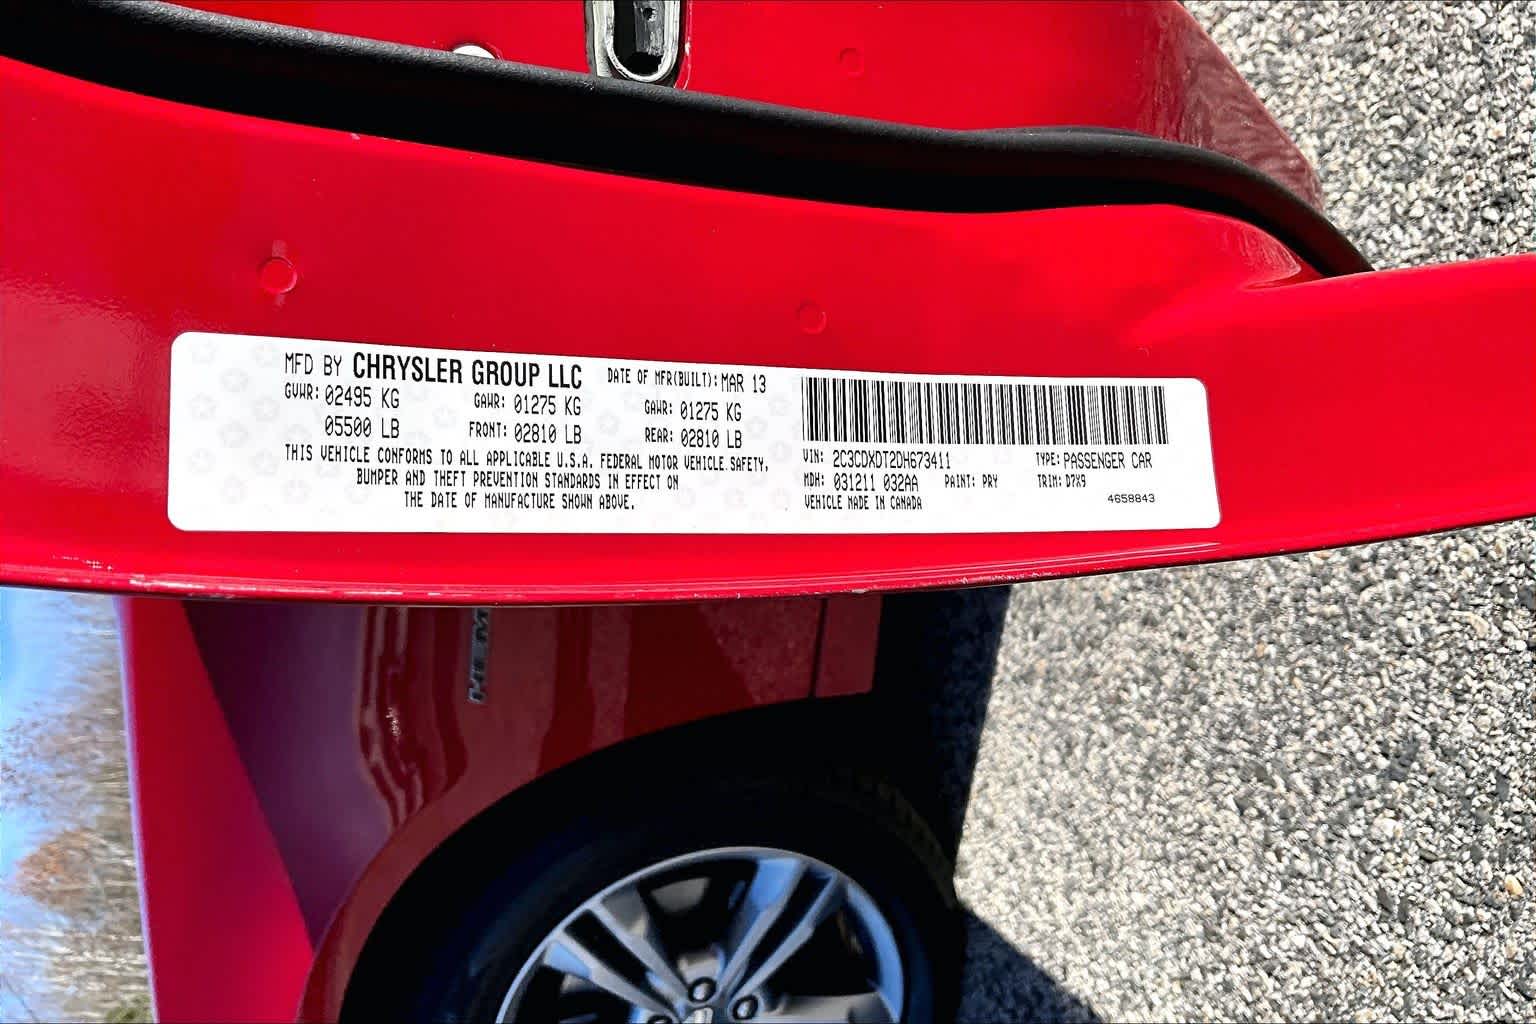 MFD BY CHRYSLER GROUP LLC DATE OF MFR(BUILT): MAR 13
GVWR: 02495 KG GAWR: 01275 KG GAWR: 01275 KG
05500 LB FRONT: 02810 LB REAR: 02810 LB
THIS VEHICLE CONFORMS TO ALL APPLICABLE U.S.A. FEDERAL MOTOR VEHICLE SAFETY,
BUMPER AND THEFT PREVENTION STANDARDS IN EFFECT ON
THE DATE OF MANUFACTURE SHOWN ABOVE.
VIN: 2C3CDXDT2DH673411 TYPE: PASSENGER CAR
MDH: 031211 032AA PAINT: PRY TRIM: D7X9
VEHICLE MADE IN CANADA 4658843
HEM